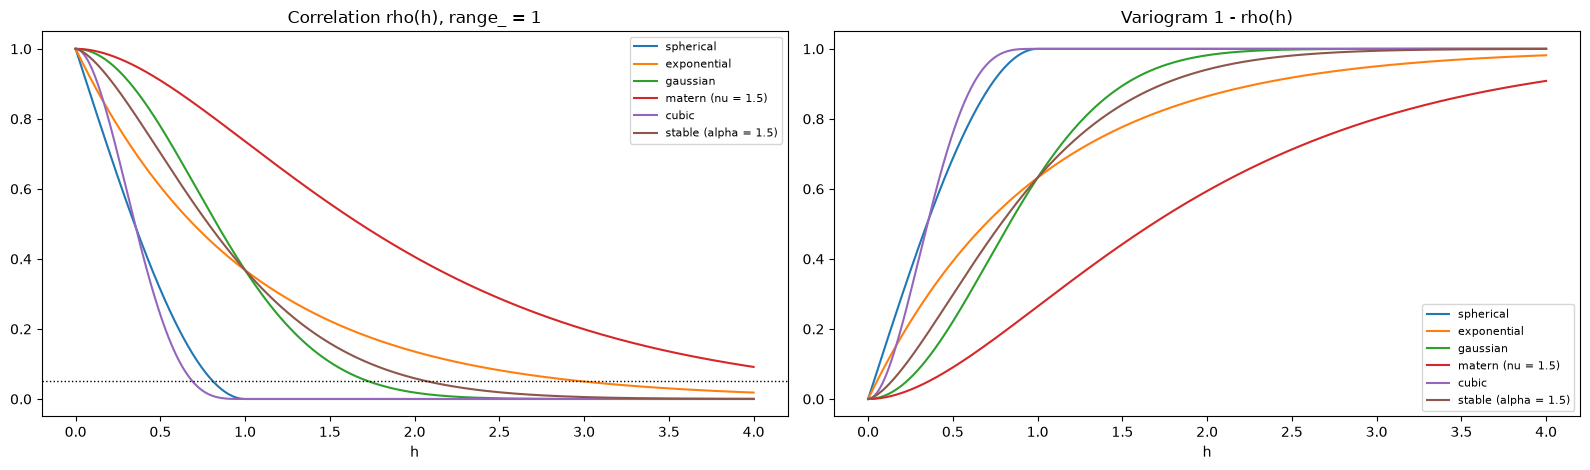 Correlation rho(h), range_ = 1
1.0
0.8
0.6
0.4
0.2
0.0
spherical
exponential
gaussian
matern (nu = 1.5)
cubic
stable (alpha = 1.5)
0.0 0.5 1.0 1.5 2.0 2.5 3.0 3.5 4.0
h
Variogram 1 - rho(h)
1.0
0.8
0.6
0.4
0.2
0.0
spherical
exponential
gaussian
matern (nu = 1.5)
cubic
stable (alpha = 1.5)
0.0 0.5 1.0 1.5 2.0 2.5 3.0 3.5 4.0
h